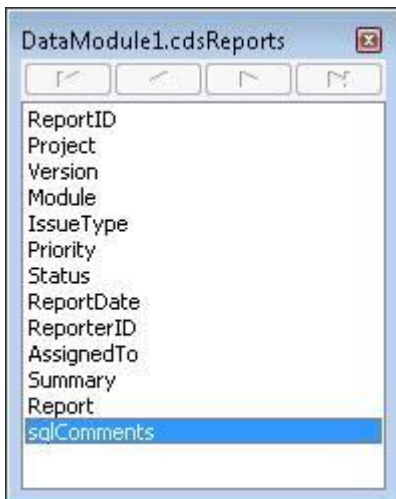 DataModule1.cdsReports
ReportID
Project
Version
Module
IssueType
Priority
Status
ReportDate
ReporterID
AssignedTo
Summary
Report
sqlComments